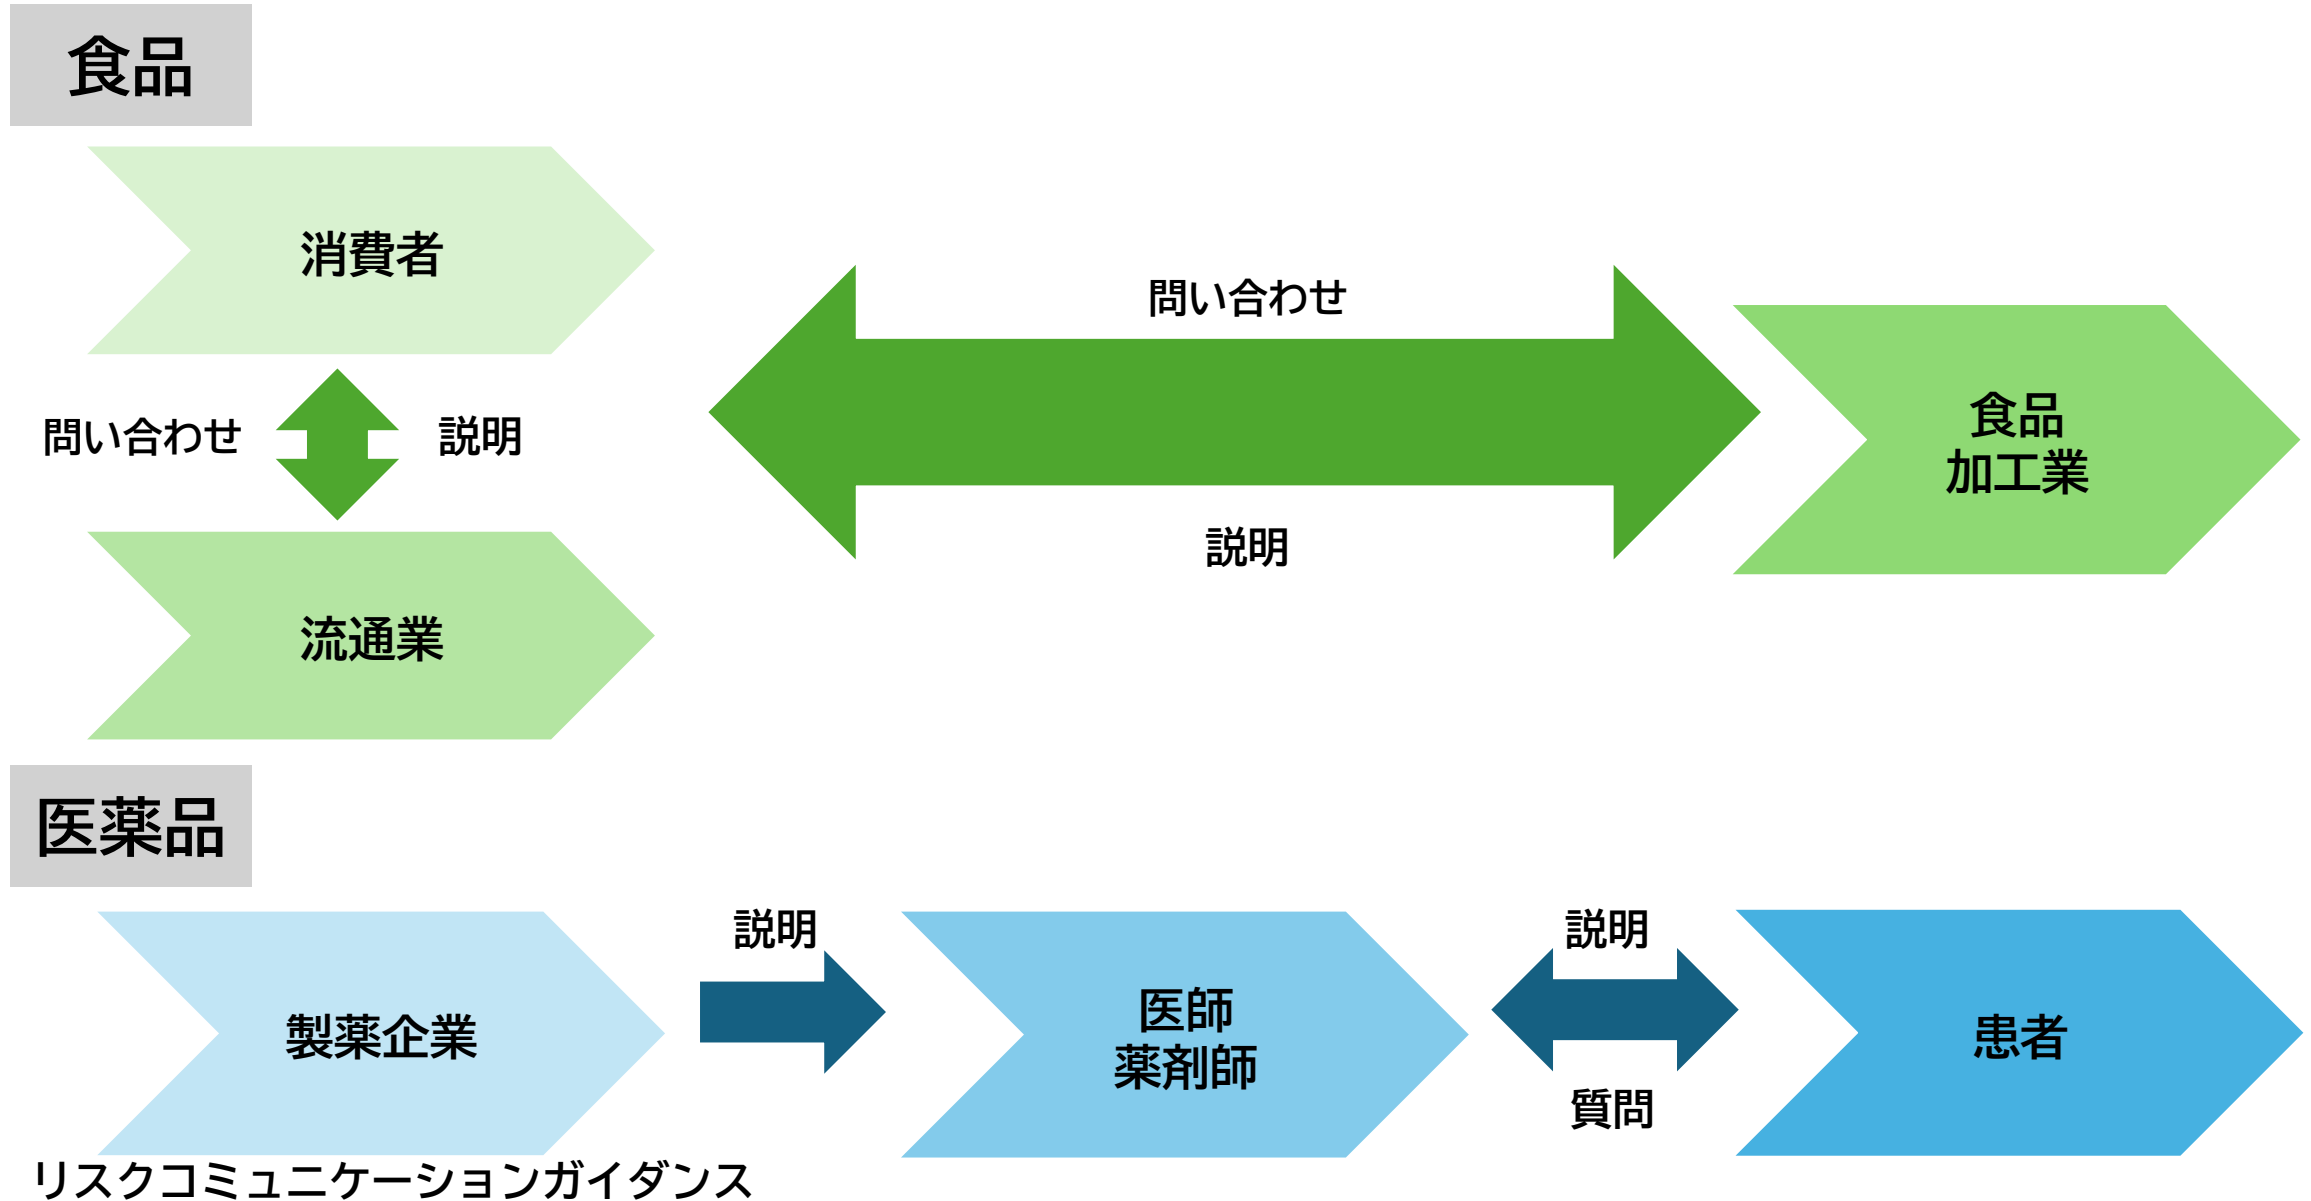 食品
消費者
問い合わせ
説明
流通業
問い合わせ
説明
食品
加工業
医薬品
製薬企業
説明
医師
薬剤師
説明
質問
患者
リスクコミュニケーションガイダンス